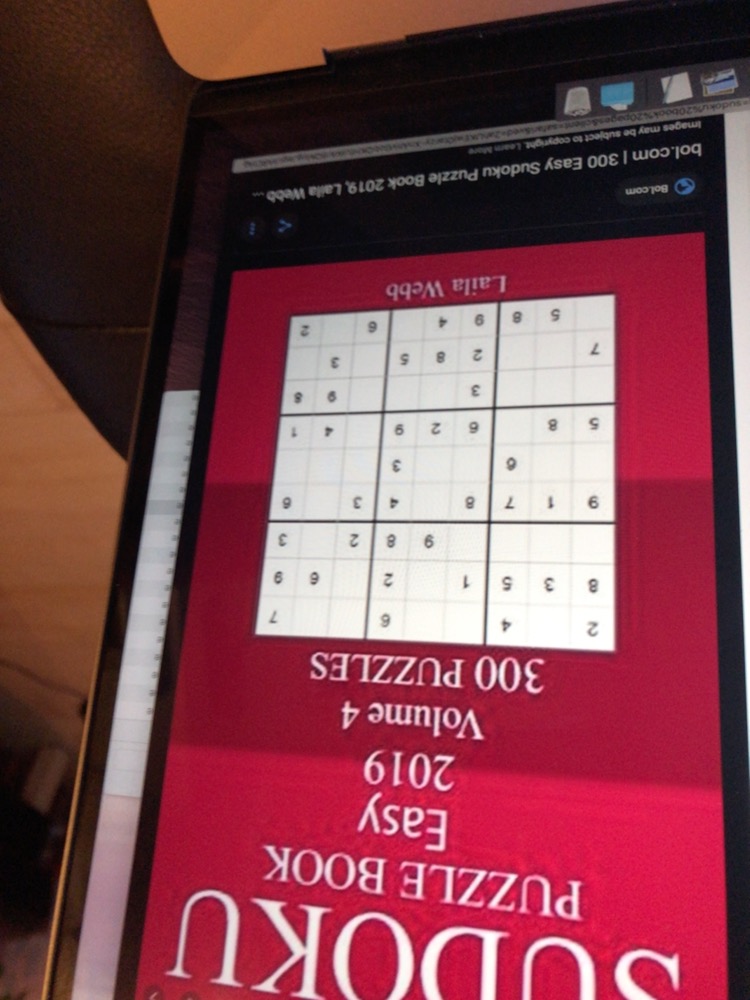 SUDOKU
PUZZLE BOOK
Easy
2019
Volume 4
300 PUZZLES
2 4 6 7
8 3 5 1 2 6 9
9 8 2 3
9 1 7 8 4 3 6
6 3
5 8 6 2 9 4 1
3 9 8
7 2 8 5 3
5 8 9 4 6 2
Laila Webb
Bol.com
bol.com | 300 Easy Sudoku Puzzle Book 2019, Laila Webb ...
Images may be subject to copyright. Learn More